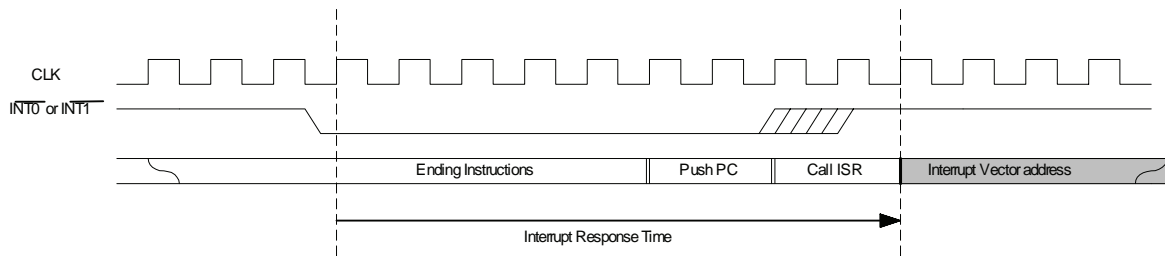 CLK
INT0 or INT1
Ending Instructions Push PC Call ISR Interrupt Vector address
Interrupt Response Time